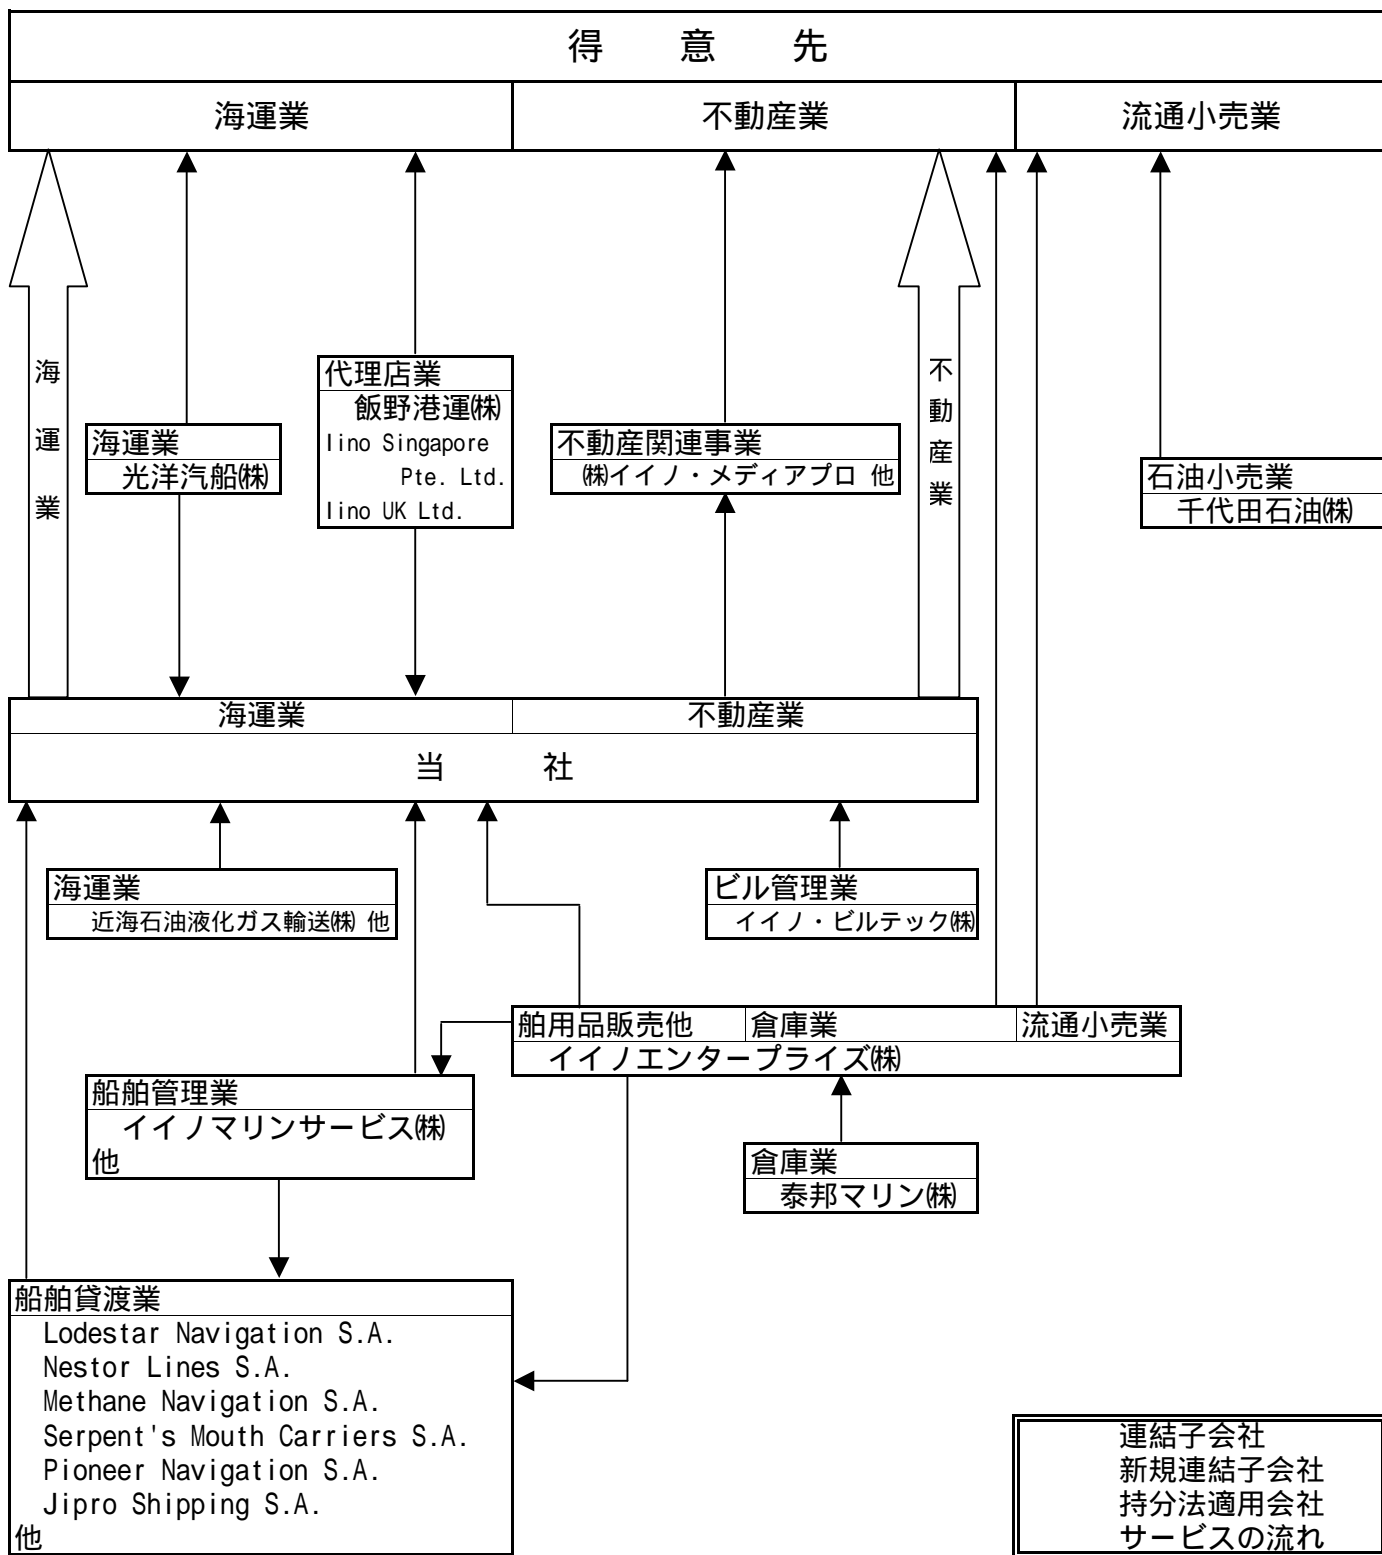 得意先
海運業 不動産業 流通小売業
海運業
不動産業
代理店業
飯野港運㈱
Iino Singapore
Pte. Ltd.
Iino UK Ltd.
海運業
光洋汽船㈱
不動産関連事業
㈱イイノ・メディアプロ 他
石油小売業
千代田石油㈱
海運業 不動産業
当社
海運業
近海石油液化ガス輸送㈱ 他
ビル管理業
イイノ・ビルテック㈱
舶用品販売他 倉庫業 流通小売業
イイノエンタープライズ㈱
船舶管理業
イイノマリンサービス㈱
他
倉庫業
泰邦マリン㈱
船舶貸渡業
Lodestar Navigation S.A.
Nestor Lines S.A.
Methane Navigation S.A.
Serpent's Mouth Carriers S.A.
Pioneer Navigation S.A.
Jipro Shipping S.A.
他
連結子会社
新規連結子会社
持分法適用会社
サービスの流れ